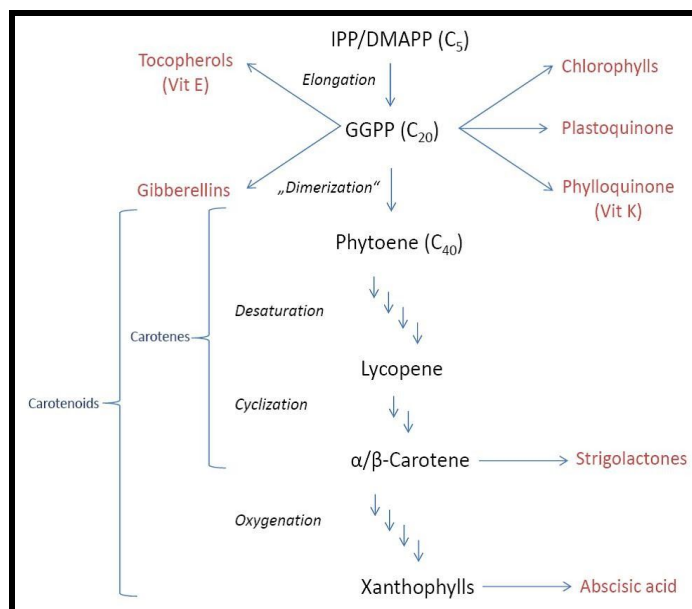 IPP/DMAPP (C₅)
Tocopherols
(Vit E)
Elongation
Chlorophylls
GGPP (C₂₀)
Plastoquinone
Gibberellins
„Dimerization“
Phylloquinone
(Vit K)
Phytoene (C₄₀)
Desaturation
Carotenes
Lycopene
Carotenoids
Cyclization
α/β-Carotene
Strigolactones
Oxygenation
Xanthophylls
Abscisic acid